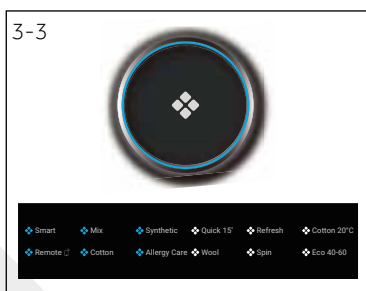 3-3
Smart Mix Synthetic Quick 15' Refresh Cotton 20°C
Remote Cotton Allergy Care Wool Spin Eco 40-60